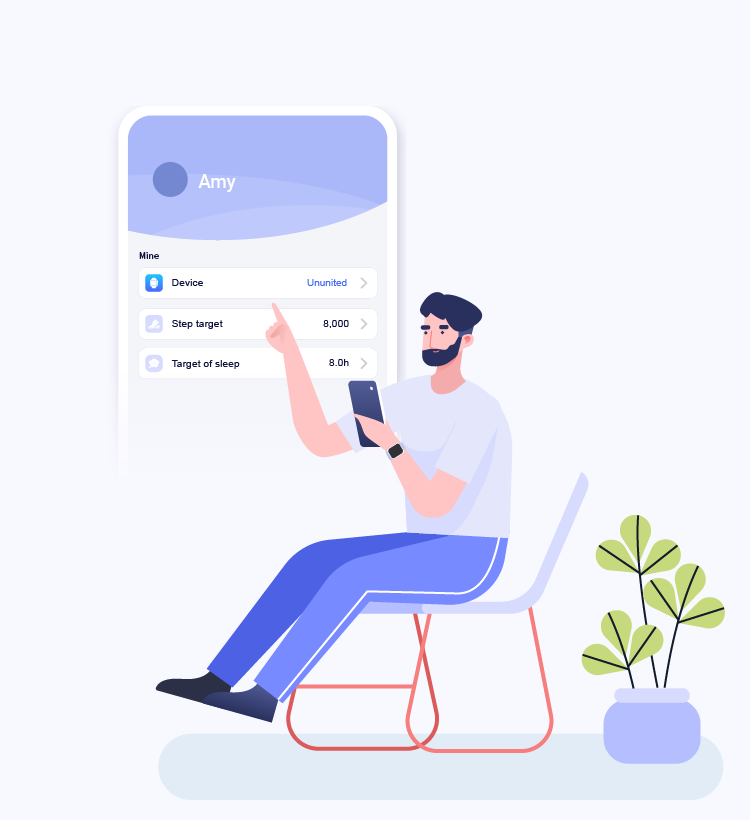 Amy
Mine
Device Ununited
Step target 8,000
Target of sleep 8.0h